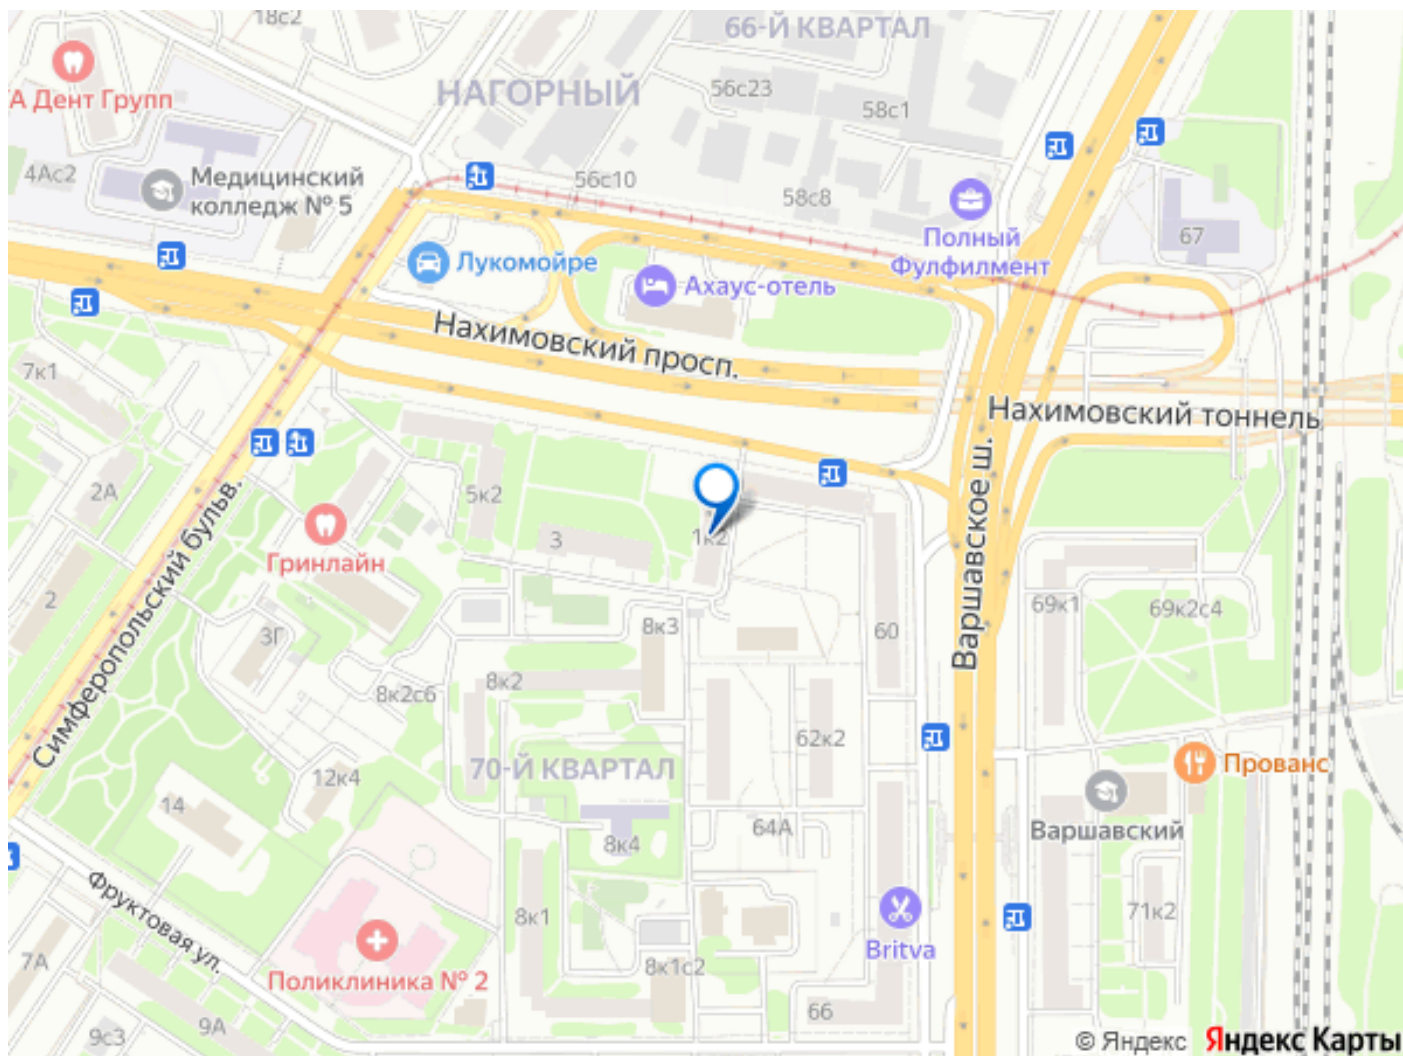 18с2
66-Й КВАРТАЛ
НАГОРНЫЙ
56с23
58с1
А Дент Групп
4Ас2
Медицинский
колледж № 5
56с10
58с8
Полный
Фулфилмент
67
Лукомойре
Ахаус-отель
Нахимовский просп.
Нахимовский тоннель
7к1
2А
5к2
3
1к2
Гринлайн
Симферопольский бульв.
Варшавское ш.
2
3Г
8к3
60
69к1
69к2с4
8к2с6
8к2
62к2
70-Й КВАРТАЛ
12к4
14
64А
8к4
Прованс
Варшавский
Фруктовая ул.
8к1
Britva
71к2
7А
Поликлиника № 2
8к1с2
66
9А
9с3
© Яндекс Яндекс Карты